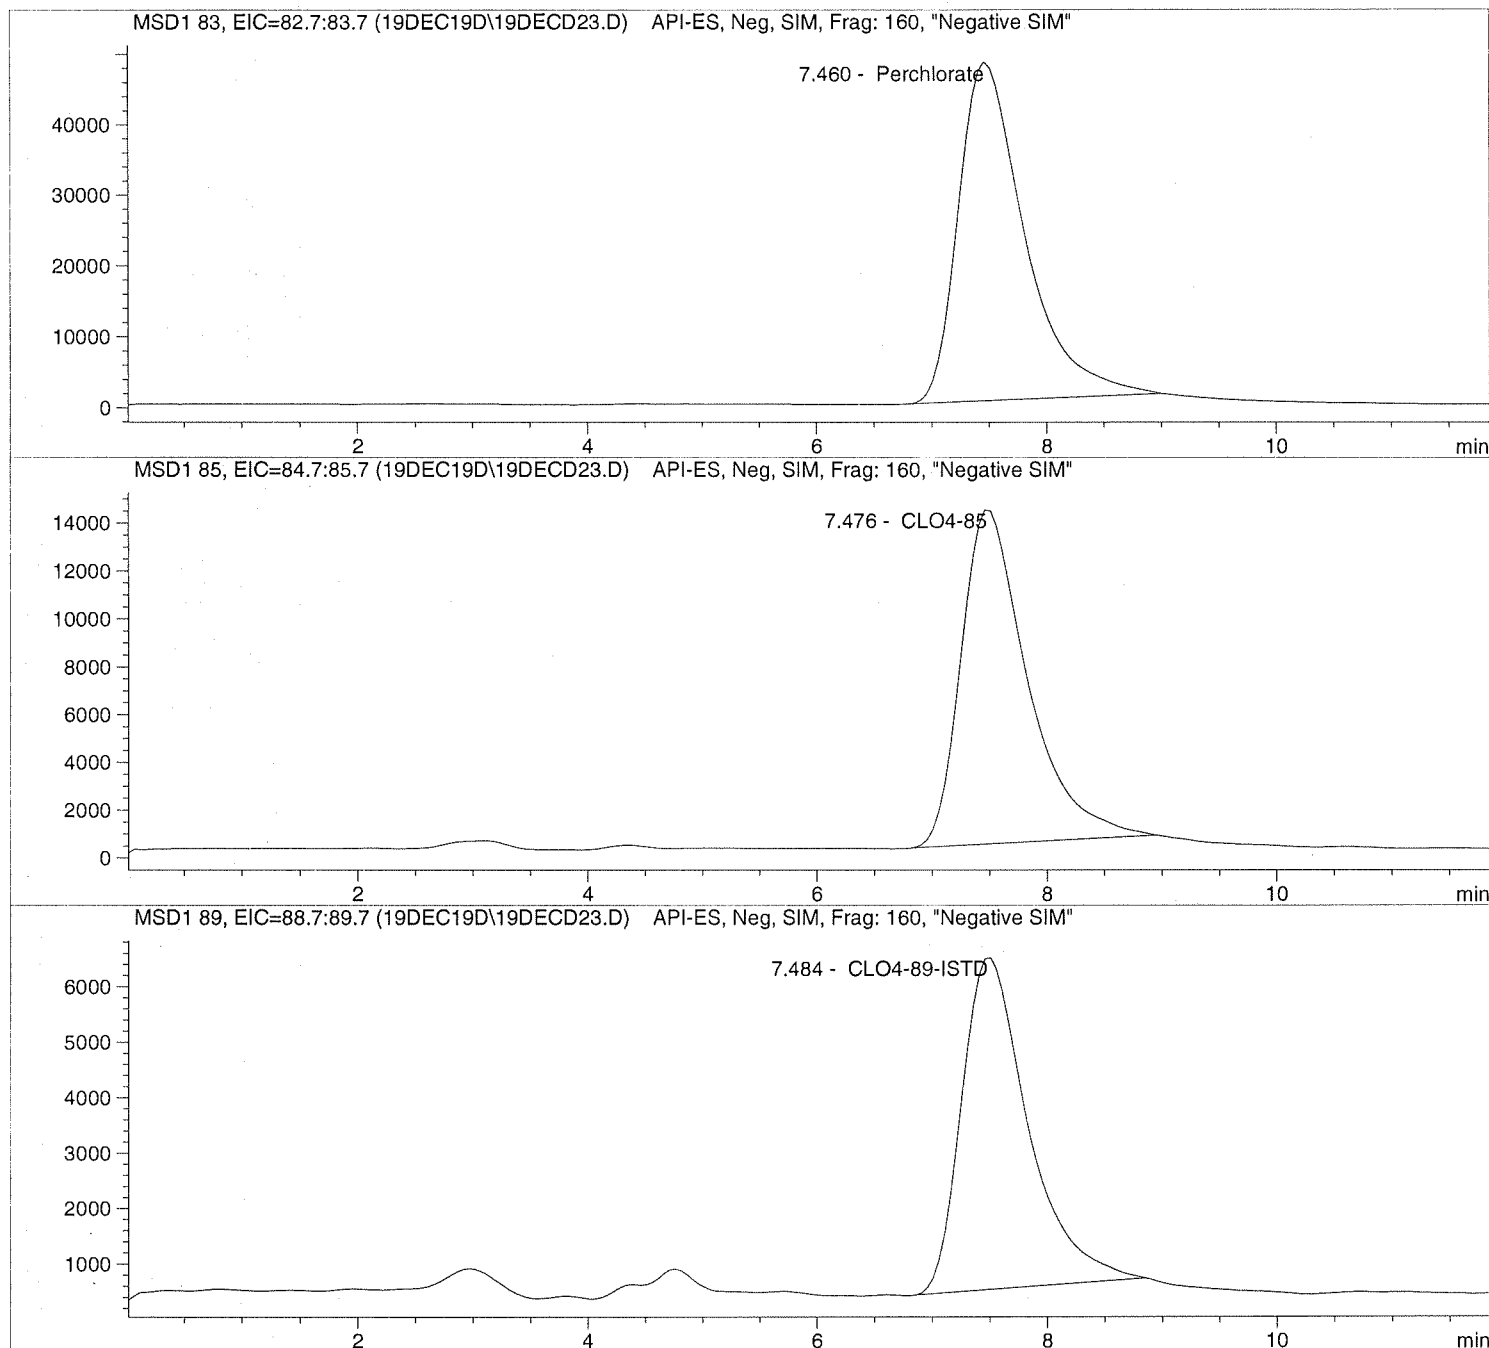 MSD1 83, EIC=82.7:83.7 (19DEC19D\19DECD23.D) API-ES, Neg, SIM, Frag: 160, "Negative SIM"
7.460 - Perchlorate
40000
30000
20000
10000
0
2 4 6 8 10 min
MSD1 85, EIC=84.7:85.7 (19DEC19D\19DECD23.D) API-ES, Neg, SIM, Frag: 160, "Negative SIM"
7.476 - CLO4-85
14000
12000
10000
8000
6000
4000
2000
0
2 4 6 8 10 min
MSD1 89, EIC=88.7:89.7 (19DEC19D\19DECD23.D) API-ES, Neg, SIM, Frag: 160, "Negative SIM"
7.484 - CLO4-89-ISTD
6000
5000
4000
3000
2000
1000
2 4 6 8 10 min